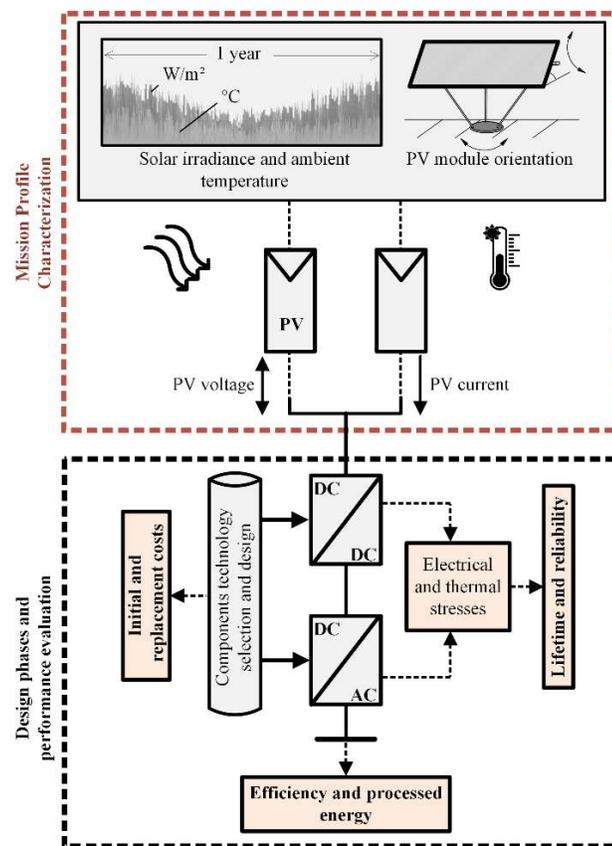 1 year
W/m²
°C
Solar irradiance and ambient
temperature
PV module orientation
Mission Profile
Characterization
PV
PV voltage
PV current
DC
DC
Initial and
replacement costs
Components technology
selection and design
Electrical
and thermal
stresses
Lifetime and reliability
DC
AC
Design phases and
performance evaluation
Efficiency and processed
energy